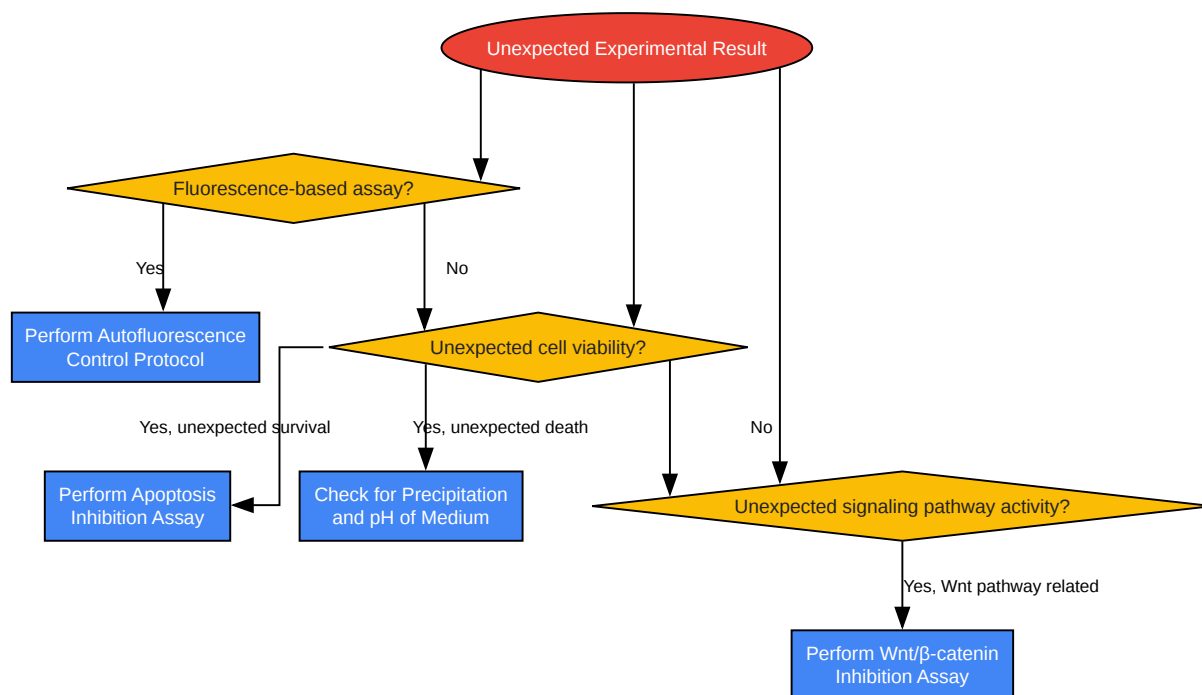 Unexpected Experimental Result
Fluorescence-based assay?
Yes
No
Perform Autofluorescence
Control Protocol
Unexpected cell viability?
Yes, unexpected survival
Yes, unexpected death
No
Perform Apoptosis
Inhibition Assay
Check for Precipitation
and pH of Medium
Unexpected signaling pathway activity?
Yes, Wnt pathway related
Perform Wnt/β-catenin
Inhibition Assay